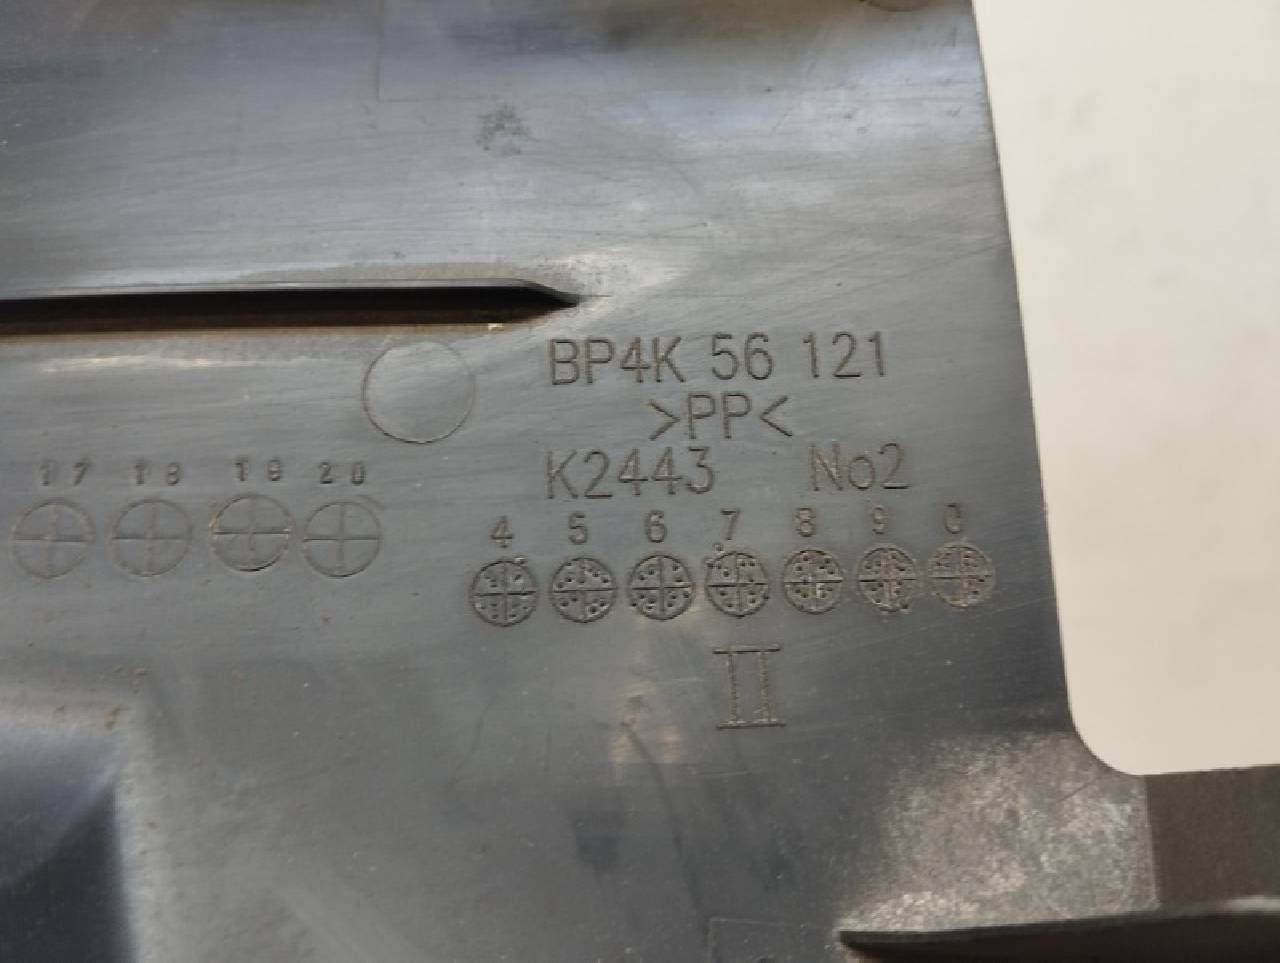 BP4K 56 121
>PP<
K2443 No2
17 18 19 20
4 5 6 7 8 9 0
II